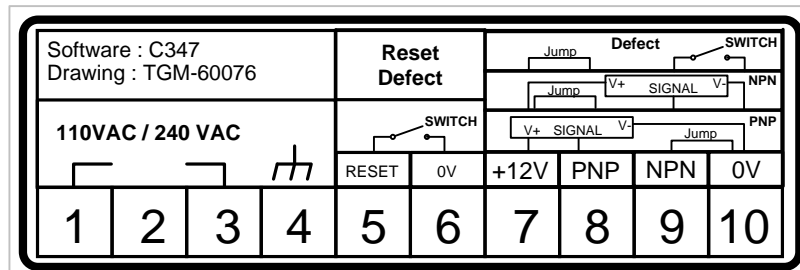 Software : C347
Drawing : TGM-60076
110VAC / 240 VAC
Reset
Defect
SWITCH
Jump
Defect
SWITCH
V+
SIGNAL
V-
NPN
Jump
V+
SIGNAL
V-
PNP
Jump
RESET 0V +12V PNP NPN 0V
1 2 3 4 5 6 7 8 9 10